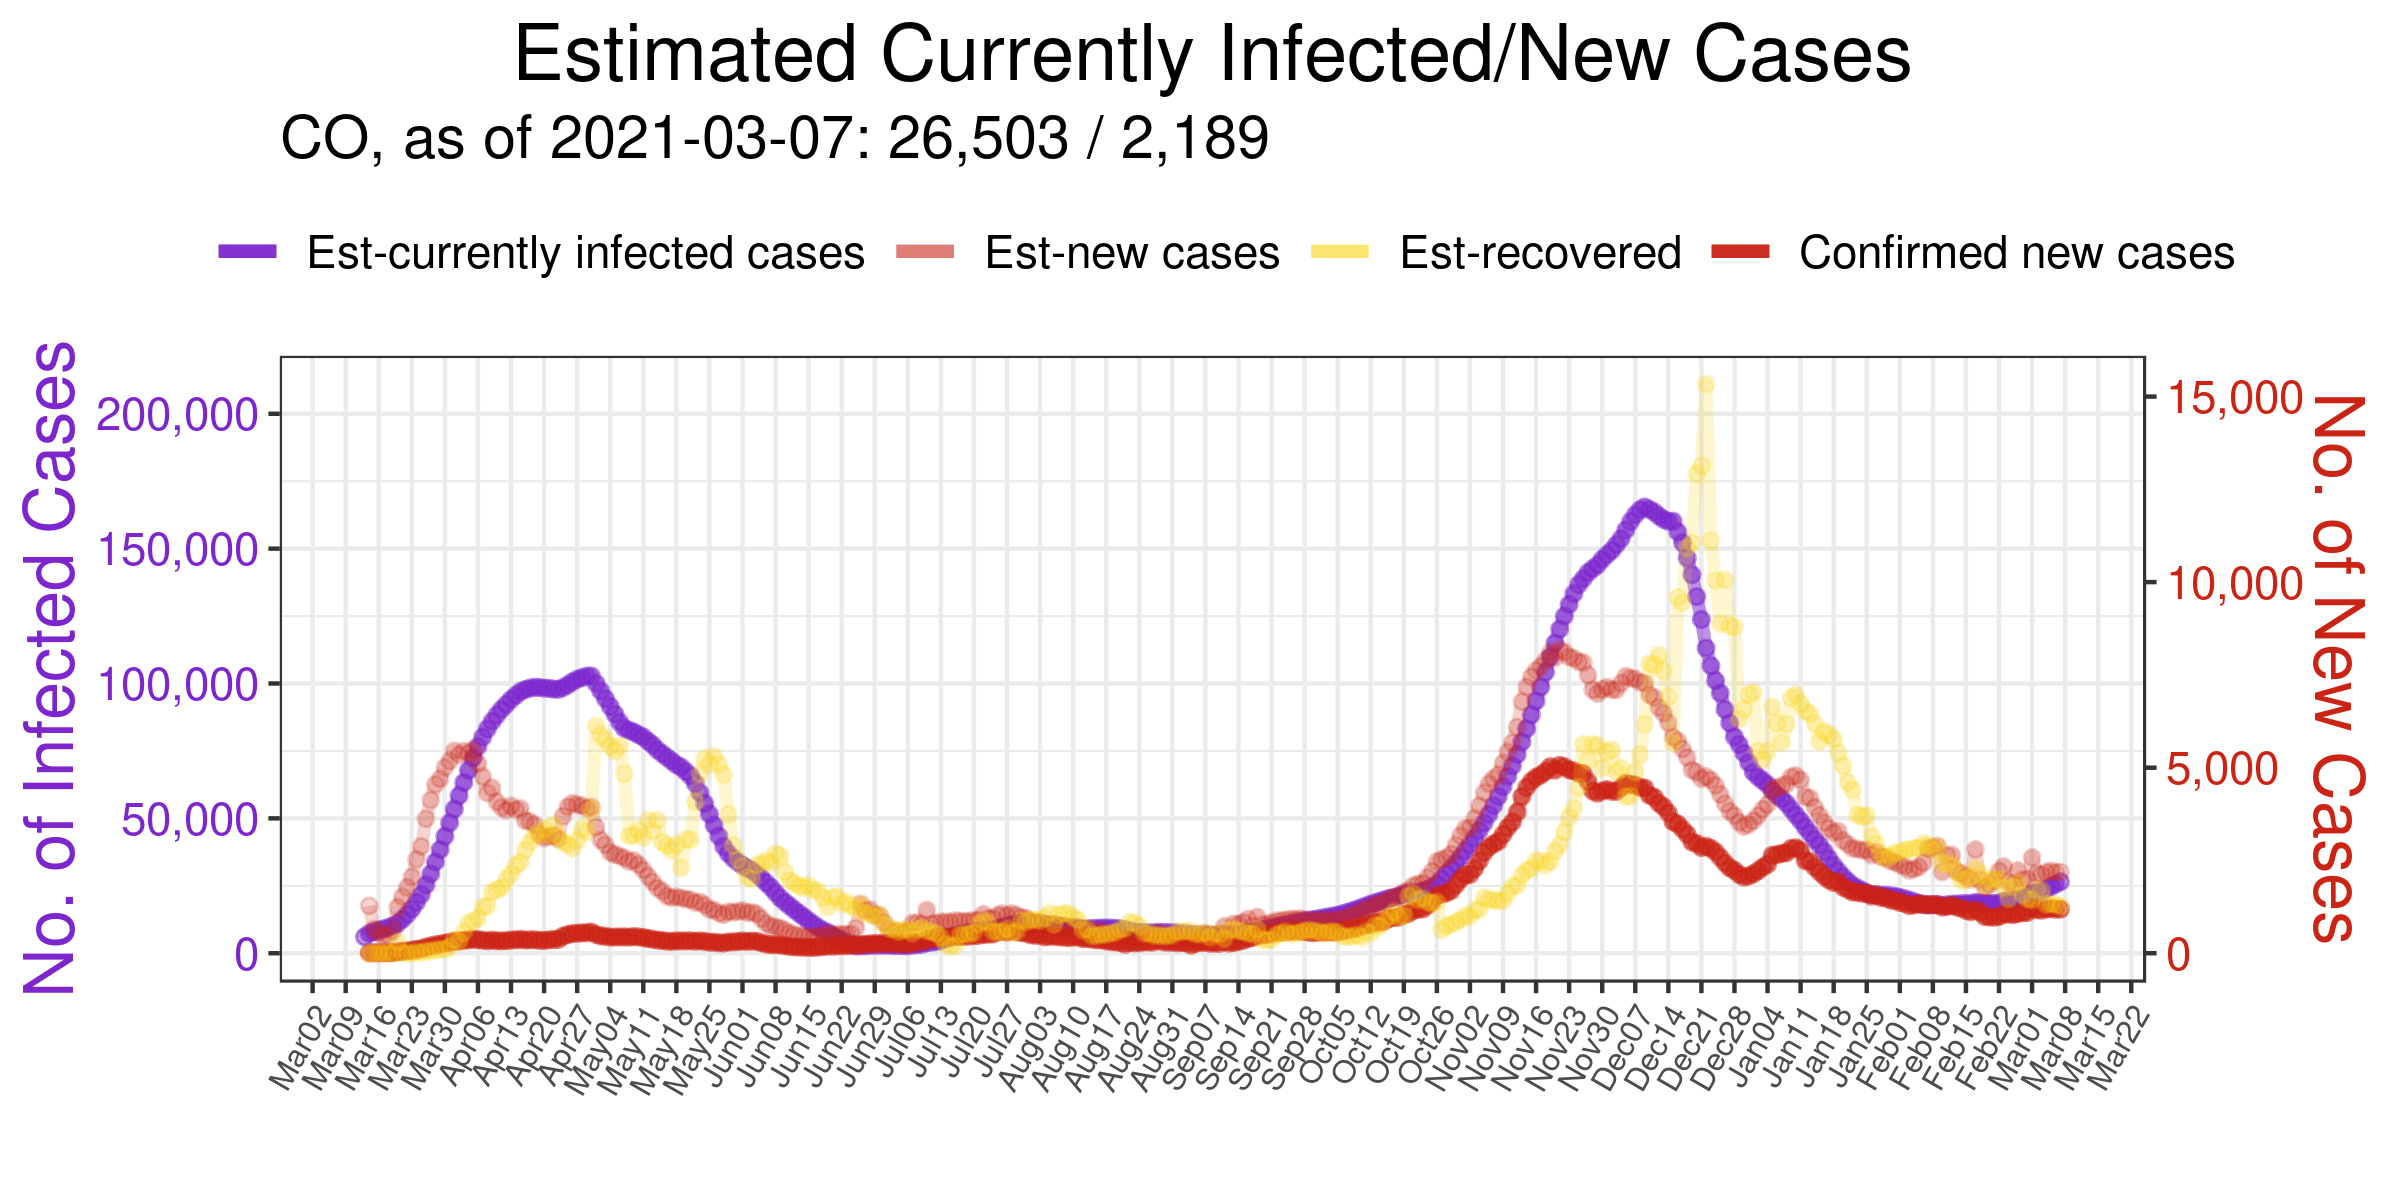 Estimated Currently Infected/New Cases
CO, as of 2021-03-07: 26,503 / 2,189
Est-currently infected cases Est-new cases Est-recovered Confirmed new cases
No. of Infected Cases
200,000
150,000
100,000
50,000
0
15,000
10,000
5,000
0
No. of New Cases
Mar02 Mar09 Mar16 Mar23 Mar30 Apr06 Apr13 Apr20 Apr27 May04 May11 May18 May25 Jun01 Jun08 Jun15 Jun22 Jun29 Jul06 Jul13 Jul20 Jul27 Aug03 Aug10 Aug17 Aug24 Aug31 Sep07 Sep14 Sep21 Sep28 Oct05 Oct12 Oct19 Oct26 Nov02 Nov09 Nov16 Nov23 Nov30 Dec07 Dec14 Dec21 Dec28 Jan04 Jan11 Jan18 Jan25 Feb01 Feb08 Feb15 Feb22 Mar01 Mar08 Mar15 Mar22